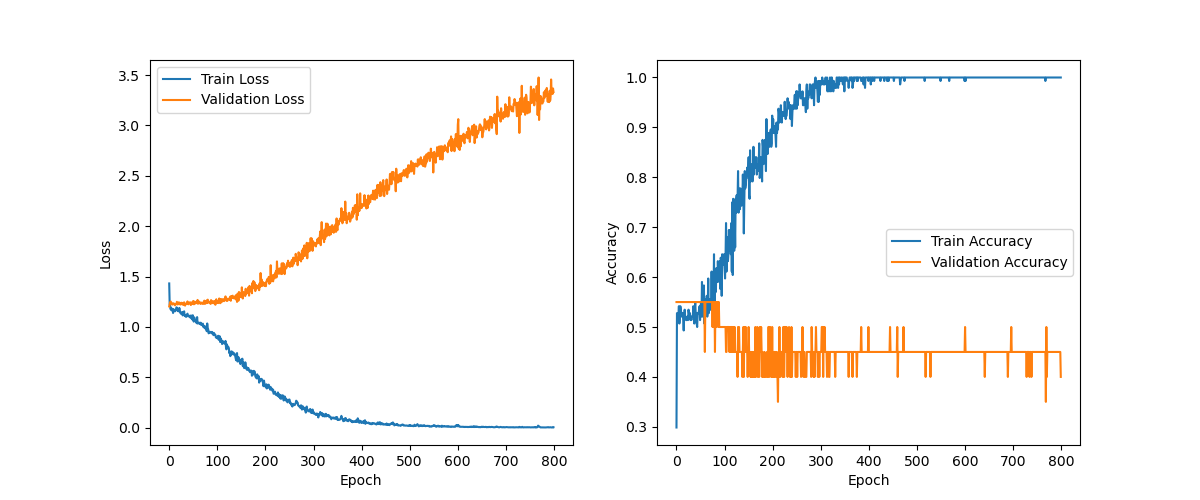 Train Loss
Validation Loss
3.5
3.0
2.5
2.0
1.5
1.0
0.5
0.0
Loss
0 100 200 300 400 500 600 700 800
Epoch
1.0
0.9
0.8
0.7
0.6
0.5
0.4
0.3
Accuracy
Train Accuracy
Validation Accuracy
0 100 200 300 400 500 600 700 800
Epoch